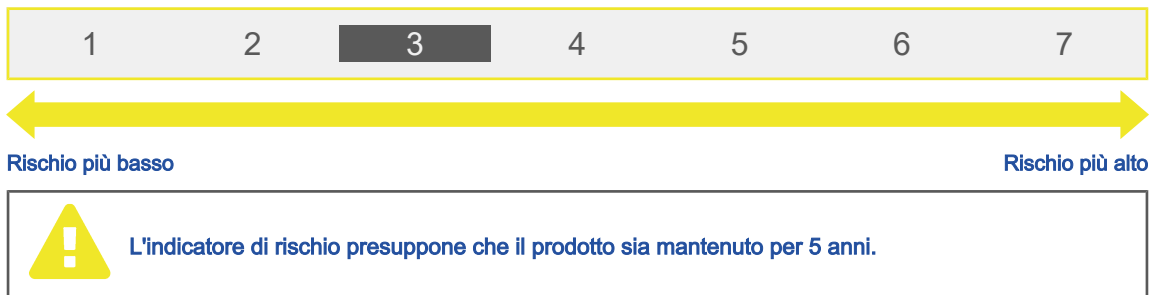 1 2 3 4 5 6 7
Rischio più basso Rischio più alto
L'indicatore di rischio presuppone che il prodotto sia mantenuto per 5 anni.